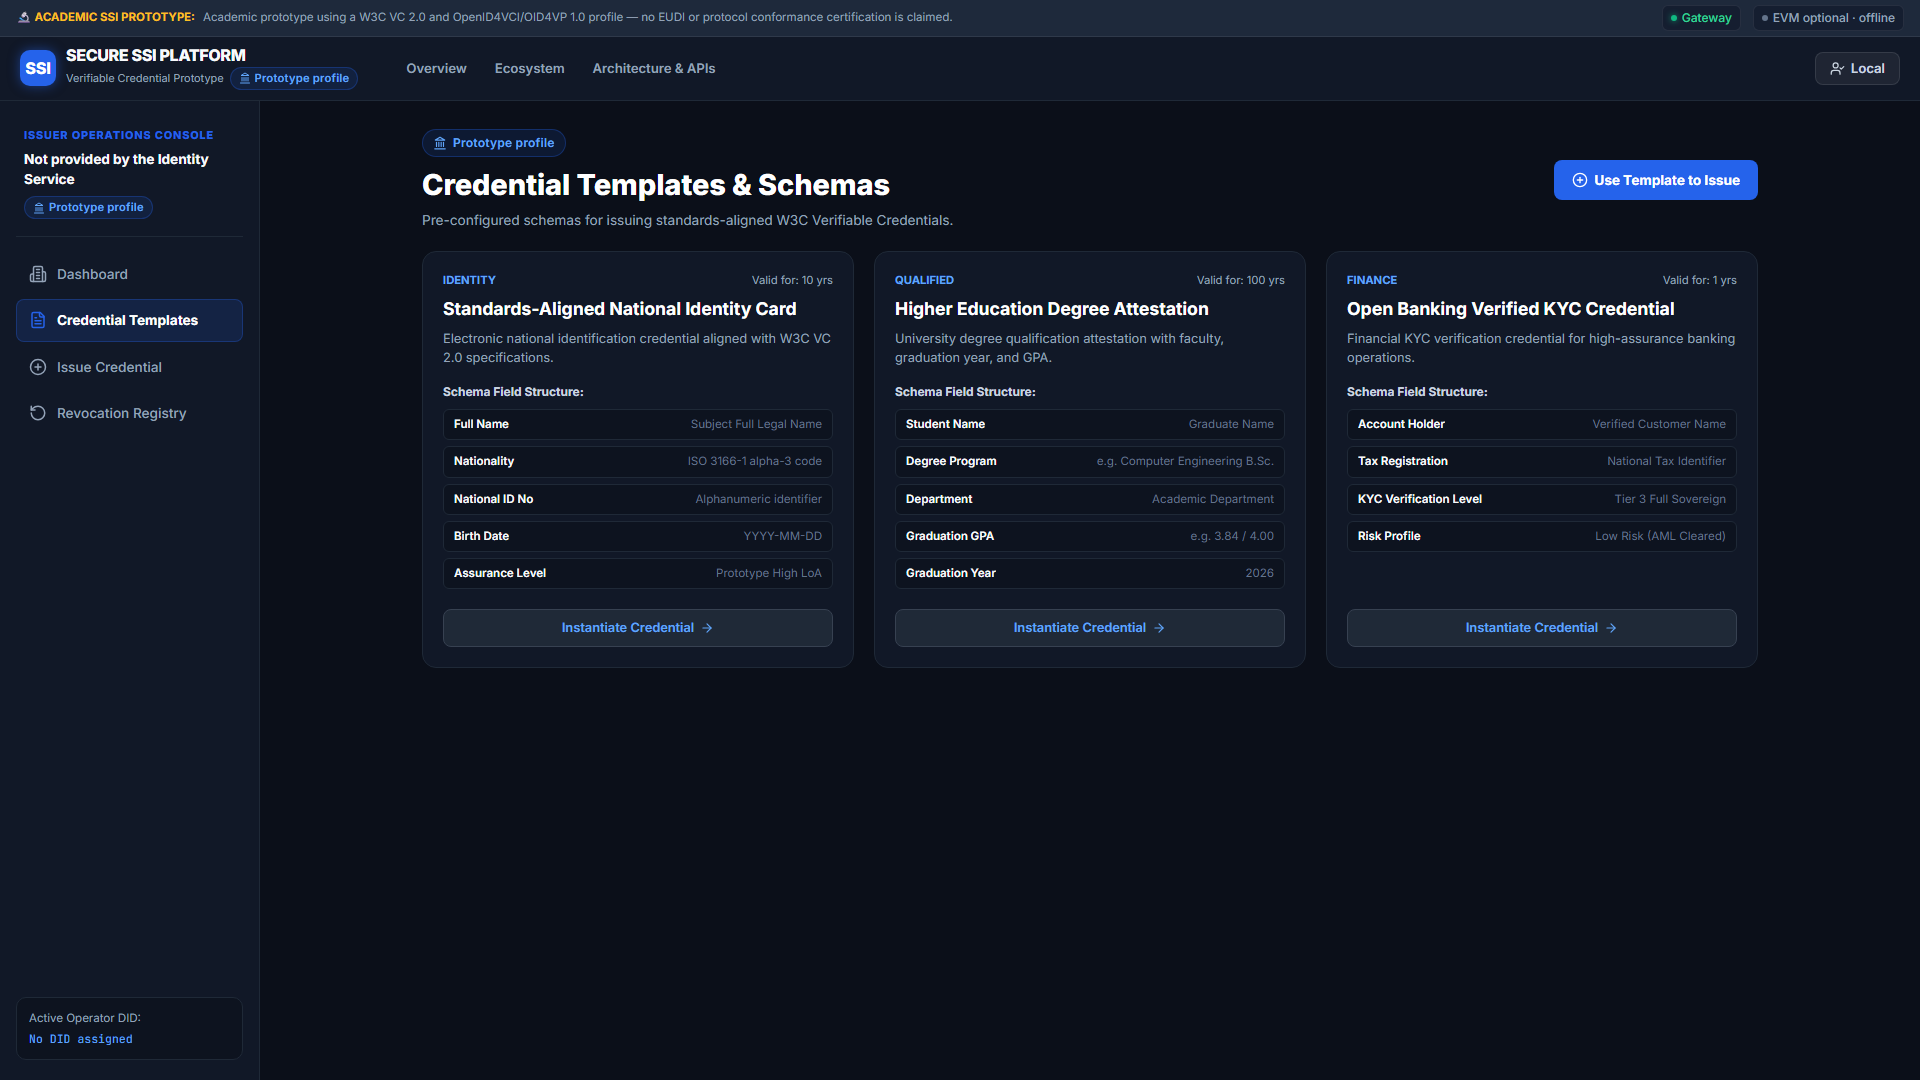 ACADEMIC SSI PROTOTYPE: Academic prototype using a W3C VC 2.0 and OpenID4VCI/OID4VP 1.0 profile — no EUDI or protocol conformance certification is claimed.
Gateway
EVM optional · offline
SSI
SECURE SSI PLATFORM
Verifiable Credential Prototype
Prototype profile
Overview
Ecosystem
Architecture & APIs
Local
ISSUER OPERATIONS CONSOLE
Not provided by the Identity
Service
Prototype profile
Dashboard
Credential Templates
Issue Credential
Revocation Registry
Active Operator DID:
No DID assigned
Prototype profile
Credential Templates & Schemas
Pre-configured schemas for issuing standards-aligned W3C Verifiable Credentials.
Use Template to Issue
IDENTITY
Valid for: 10 yrs
Standards-Aligned National Identity Card
Electronic national identification credential aligned with W3C VC
2.0 specifications.
Schema Field Structure:
Full Name Subject Full Legal Name
Nationality ISO 3166-1 alpha-3 code
National ID No Alphanumeric identifier
Birth Date YYYY-MM-DD
Assurance Level Prototype High LoA
Instantiate Credential →
QUALIFIED
Valid for: 100 yrs
Higher Education Degree Attestation
University degree qualification attestation with faculty,
graduation year, and GPA.
Schema Field Structure:
Student Name Graduate Name
Degree Program e.g. Computer Engineering B.Sc.
Department Academic Department
Graduation GPA e.g. 3.84 / 4.00
Graduation Year 2026
Instantiate Credential →
FINANCE
Valid for: 1 yrs
Open Banking Verified KYC Credential
Financial KYC verification credential for high-assurance banking
operations.
Schema Field Structure:
Account Holder Verified Customer Name
Tax Registration National Tax Identifier
KYC Verification Level Tier 3 Full Sovereign
Risk Profile Low Risk (AML Cleared)
Instantiate Credential →